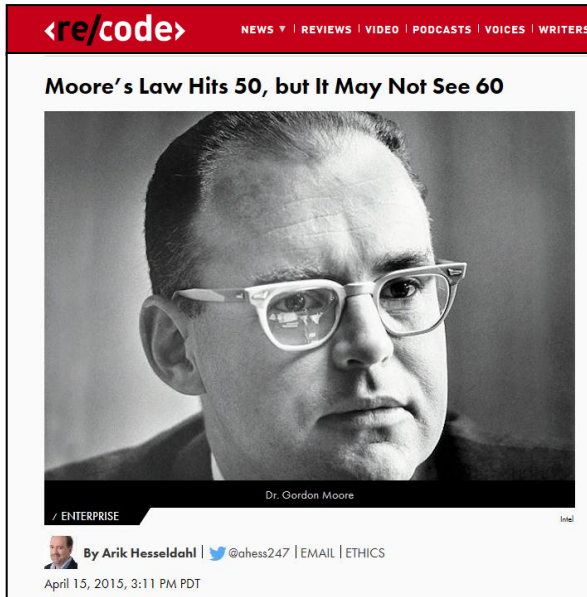 <re/code>
NEWS ▼ | REVIEWS | VIDEO | PODCASTS | VOICES | WRITERS
Moore's Law Hits 50, but It May Not See 60
Dr. Gordon Moore
/ ENTERPRISE
Intel
By Arik Hesseldahl | @ahess247 | EMAIL | ETHICS
April 15, 2015, 3:11 PM PDT